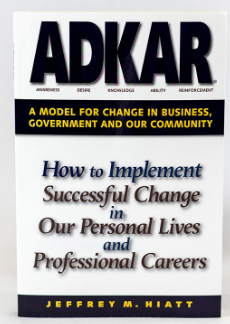 ADKAR
AWARENESS DESIRE KNOWLEDGE ABILITY REINFORCEMENT
A MODEL FOR CHANGE IN BUSINESS,
GOVERNMENT AND OUR COMMUNITY
How to Implement
Successful Change
in
Our Personal Lives
and
Professional Careers
JEFFREY M. HIATT